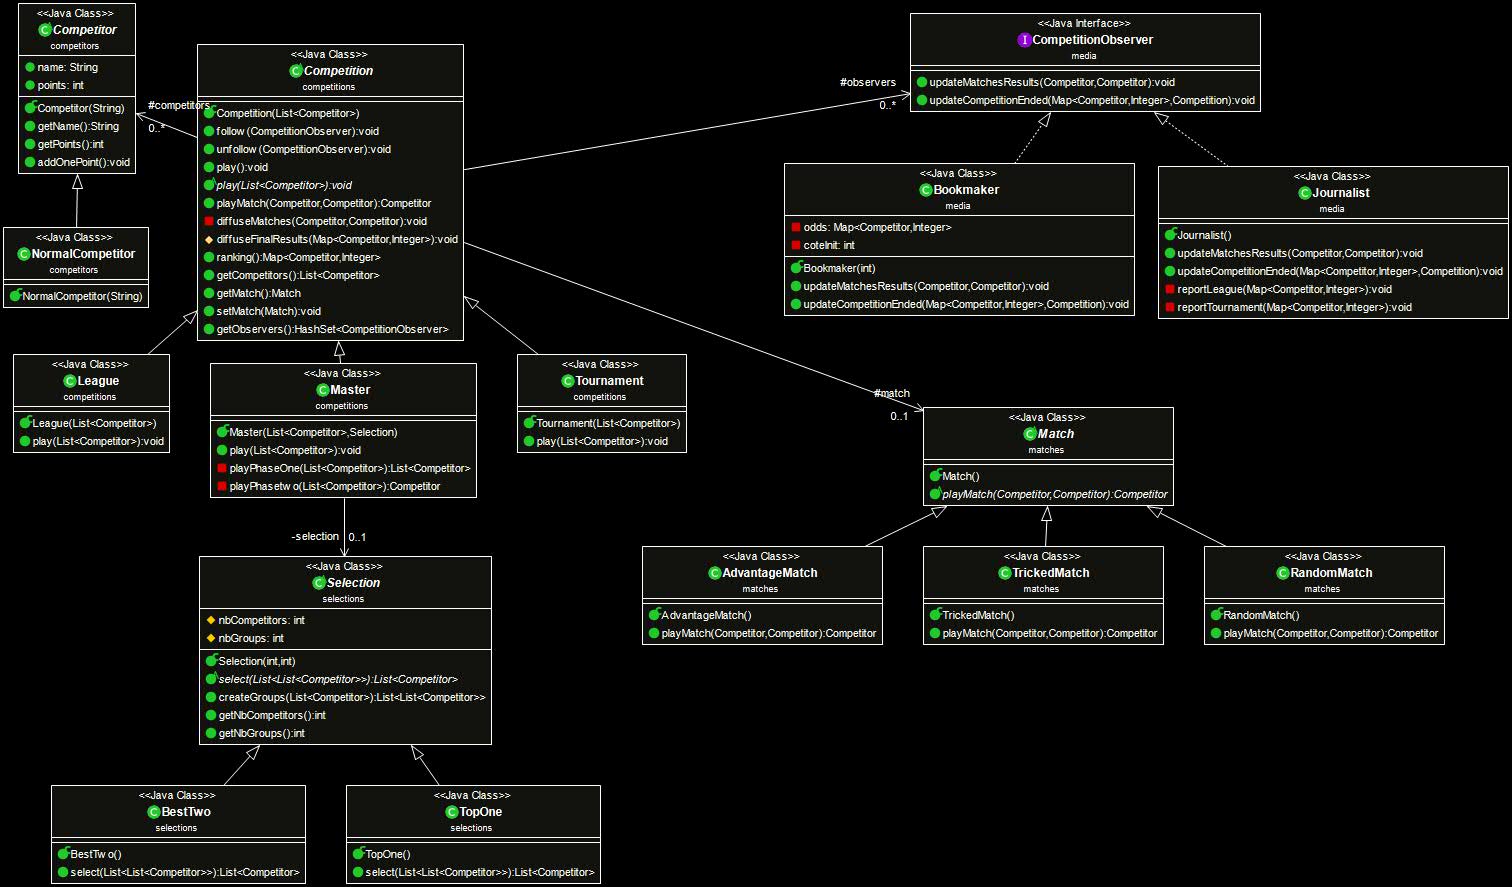 <<Java Class>>
Competitor
competitors
name: String
points: int
Competitor(String)
getName():String
getPoints():int
addOnePoint():void
#competitors
0..*
<<Java Class>>
NormalCompetitor
competitors
NormalCompetitor(String)
<<Java Class>>
Competition
competitions
Competition(List<Competitor>)
follow(CompetitionObserver):void
unfollow(CompetitionObserver):void
play():void
play(List<Competitor>):void
playMatch(Competitor,Competitor):Competitor
diffuseMatches(Competitor,Competitor):void
diffuseFinalResults(Map<Competitor,Integer>):void
ranking():Map<Competitor,Integer>
getCompetitors():List<Competitor>
getMatch():Match
setMatch(Match):void
getObservers():HashSet<CompetitionObserver>
#observers
0..*
<<Java Interface>>
CompetitionObserver
media
updateMatchesResults(Competitor,Competitor):void
updateCompetitionEnded(Map<Competitor,Integer>,Competition):void
<<Java Class>>
Bookmaker
media
odds: Map<Competitor,Integer>
coteInit: int
Bookmaker(int)
updateMatchesResults(Competitor,Competitor):void
updateCompetitionEnded(Map<Competitor,Integer>,Competition):void
<<Java Class>>
Journalist
media
Journalist()
updateMatchesResults(Competitor,Competitor):void
updateCompetitionEnded(Map<Competitor,Integer>,Competition):void
reportLeague(Map<Competitor,Integer>):void
reportTournament(Map<Competitor,Integer>):void
<<Java Class>>
League
competitions
League(List<Competitor>)
play(List<Competitor>):void
<<Java Class>>
Master
competitions
Master(List<Competitor>,Selection)
play(List<Competitor>):void
playPhaseOne(List<Competitor>):List<Competitor>
playPhasetwo(List<Competitor>):Competitor
<<Java Class>>
Tournament
competitions
Tournament(List<Competitor>)
play(List<Competitor>):void
#match
0..1
<<Java Class>>
Match
matches
Match()
playMatch(Competitor,Competitor):Competitor
-selection
0..1
<<Java Class>>
Selection
selections
nbCompetitors: int
nbGroups: int
Selection(int,int)
select(List<List<Competitor>>):List<Competitor>
createGroups(List<Competitor>):List<List<Competitor>>
getNbCompetitors():int
getNbGroups():int
<<Java Class>>
AdvantageMatch
matches
AdvantageMatch()
playMatch(Competitor,Competitor):Competitor
<<Java Class>>
TrickedMatch
matches
TrickedMatch()
playMatch(Competitor,Competitor):Competitor
<<Java Class>>
RandomMatch
matches
RandomMatch()
playMatch(Competitor,Competitor):Competitor
<<Java Class>>
BestTwo
selections
BestTwo()
select(List<List<Competitor>>):List<Competitor>
<<Java Class>>
TopOne
selections
TopOne()
select(List<List<Competitor>>):List<Competitor>